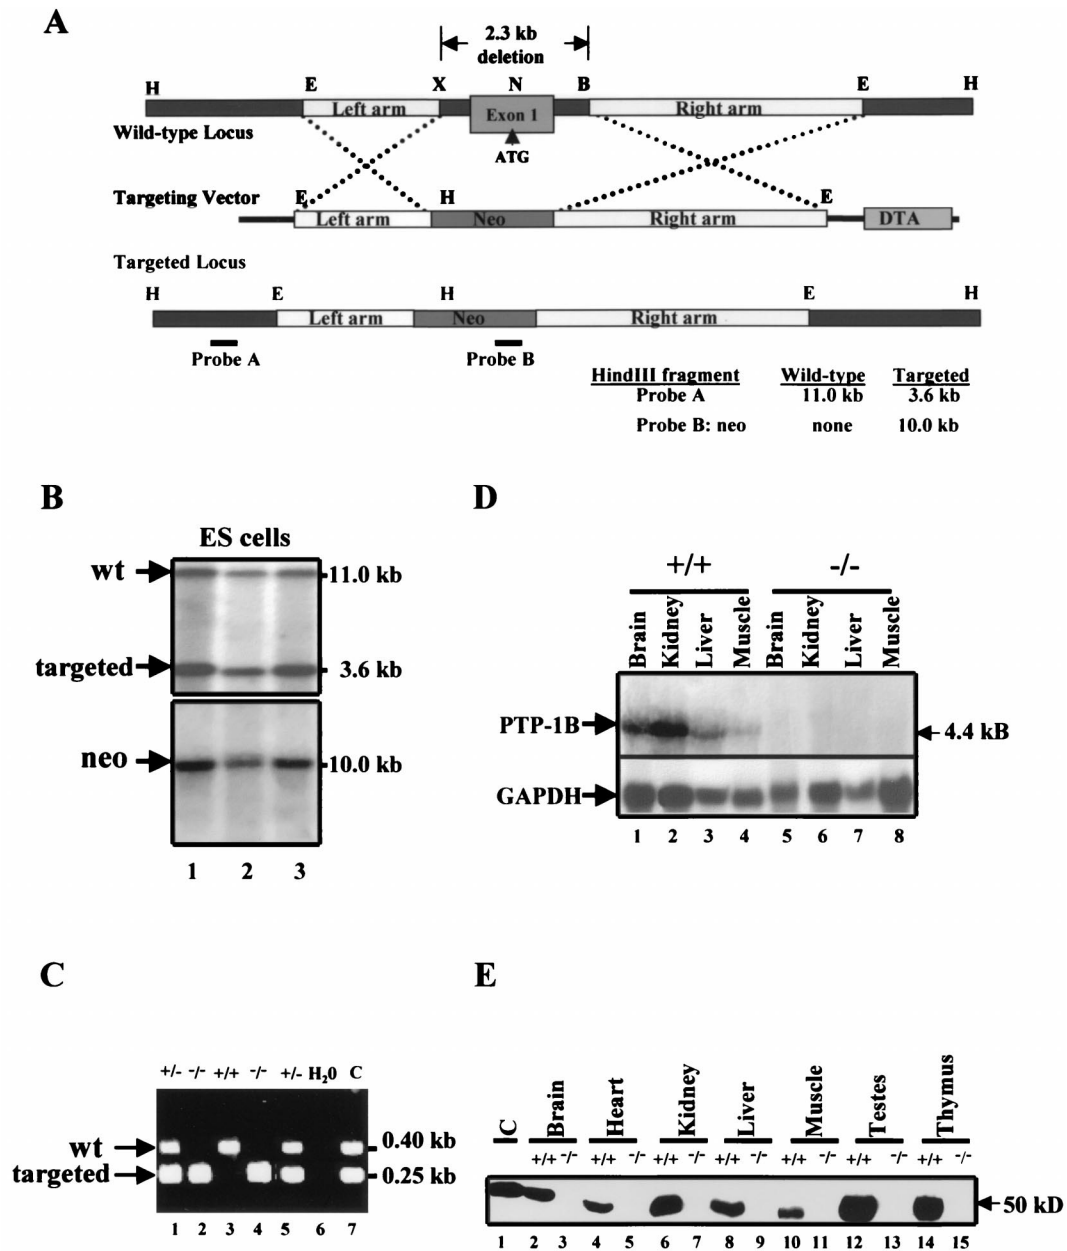 A
2.3 kb
deletion
H E X N B E H
Left arm Exon 1 Right arm
Wild-type Locus
ATG
Targeting Vector
E H E
Left arm Neo Right arm DTA
Targeted Locus
H E H E H
Left arm Neo Right arm
Probe A Probe B
HindIII fragment Wild-type Targeted
Probe A 11.0 kb 3.6 kb
Probe B: neo none 10.0 kb
B
ES cells
wt 11.0 kb
targeted 3.6 kb
neo 10.0 kb
1 2 3
D
+/+ -/-
Brain Kidney Liver Muscle Brain Kidney Liver Muscle
PTP-1B 4.4 kB
GAPDH
1 2 3 4 5 6 7 8
C
+/- -/- +/+ -/- +/- H₂0 C
wt 0.40 kb
targeted 0.25 kb
1 2 3 4 5 6 7
E
C Brain Heart Kidney Liver Muscle Testes Thymus
+/+ -/- +/+ -/- +/+ -/- +/+ -/- +/+ -/- +/+ -/- +/+ -/-
50 kD
1 2 3 4 5 6 7 8 9 10 11 12 13 14 15